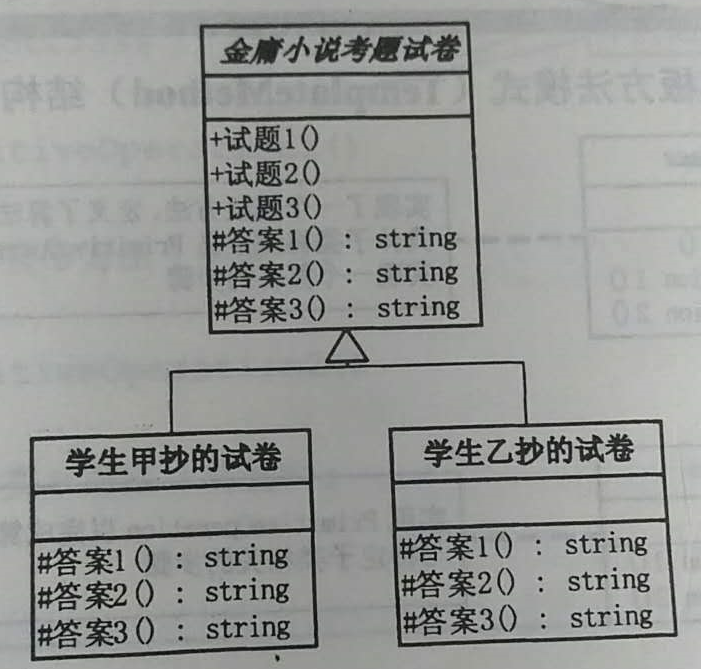 金庸小说考题试卷
+试题1()
+试题2()
+试题3()
#答案1() : string
#答案2() : string
#答案3() : string
学生甲抄的试卷
#答案1() : string
#答案2() : string
#答案3() : string
学生乙抄的试卷
#答案1() : string
#答案2() : string
#答案3() : string